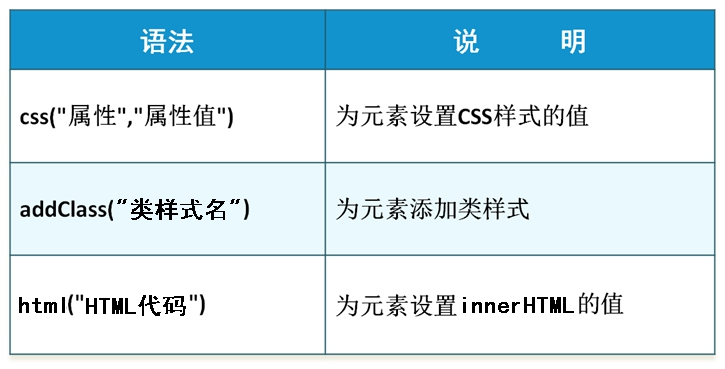 语法 说 明
css("属性","属性值") 为元素设置CSS样式的值
addClass("类样式名") 为元素添加类样式
html("HTML代码") 为元素设置innerHTML的值